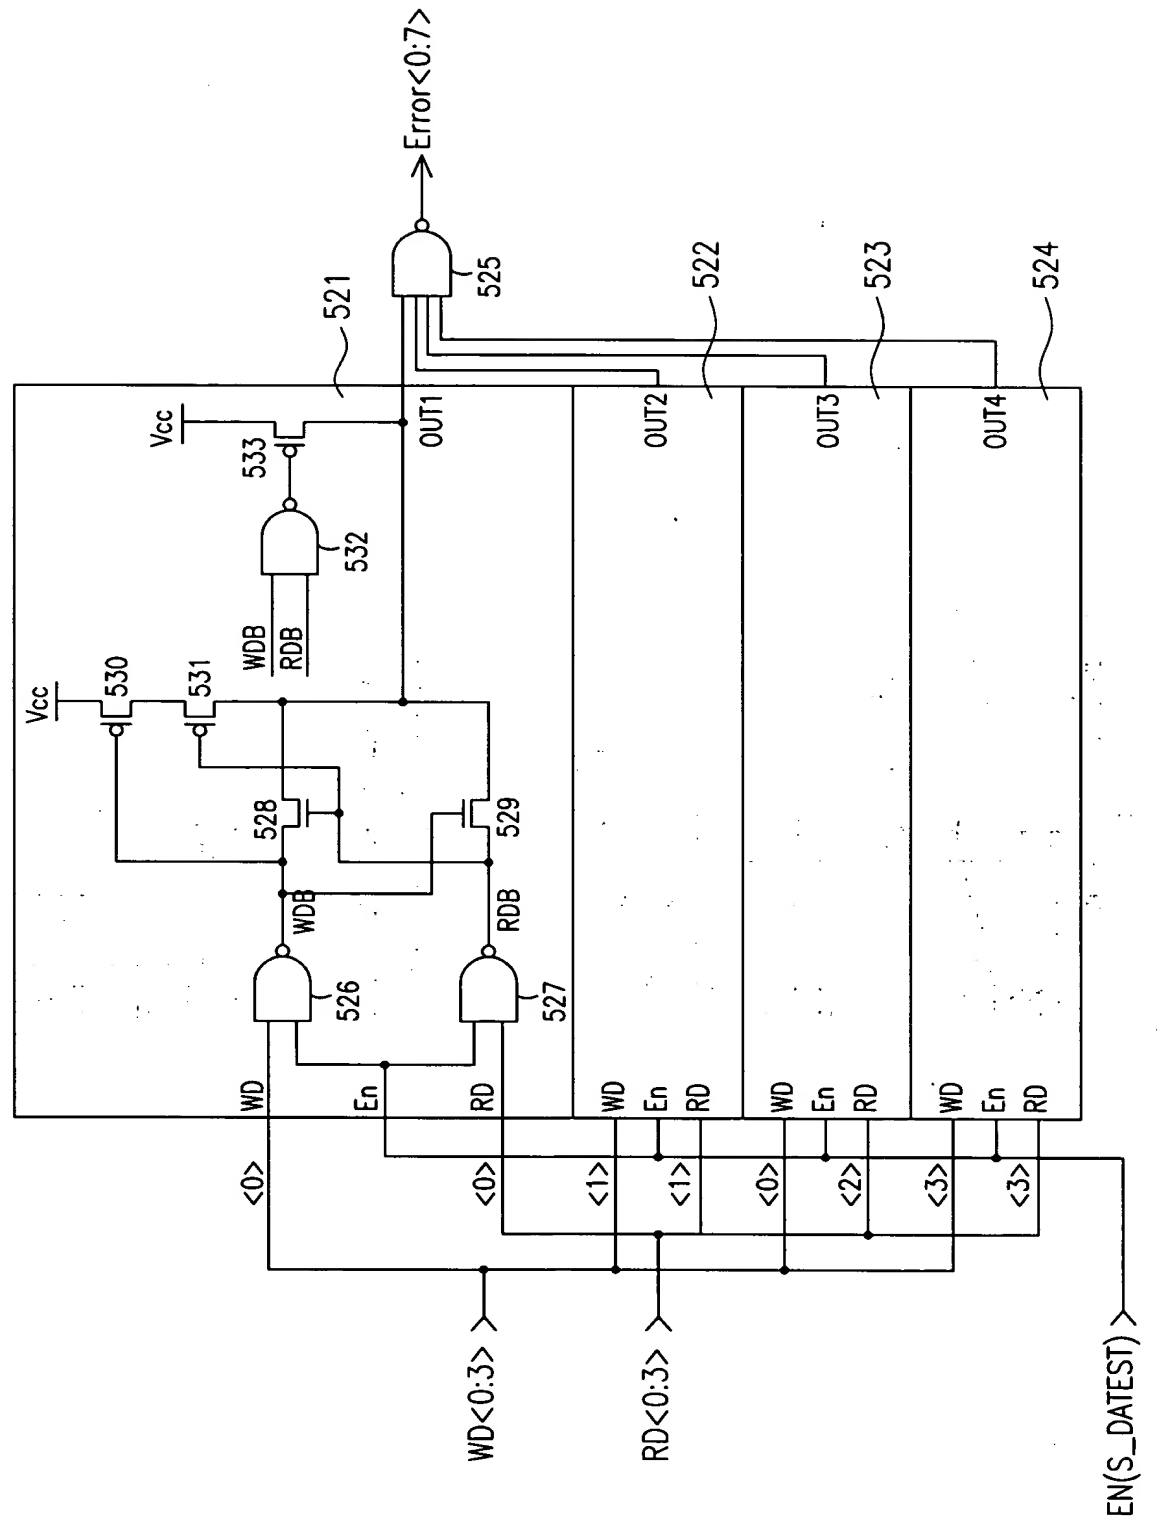 WD<0:3>
RD<0:3>
EN(S_DATEST)
<0>
<0>
<1>
<1>
<0>
<2>
<3>
<3>
WD
En
RD
WD
En
RD
WD
En
RD
WD
En
RD
526
527
WDB
RDB
528
529
Vcc
530
531
WDB
RDB
532
533
Vcc
OUT1
OUT2
OUT3
OUT4
521
522
523
524
525
Error<0:7>